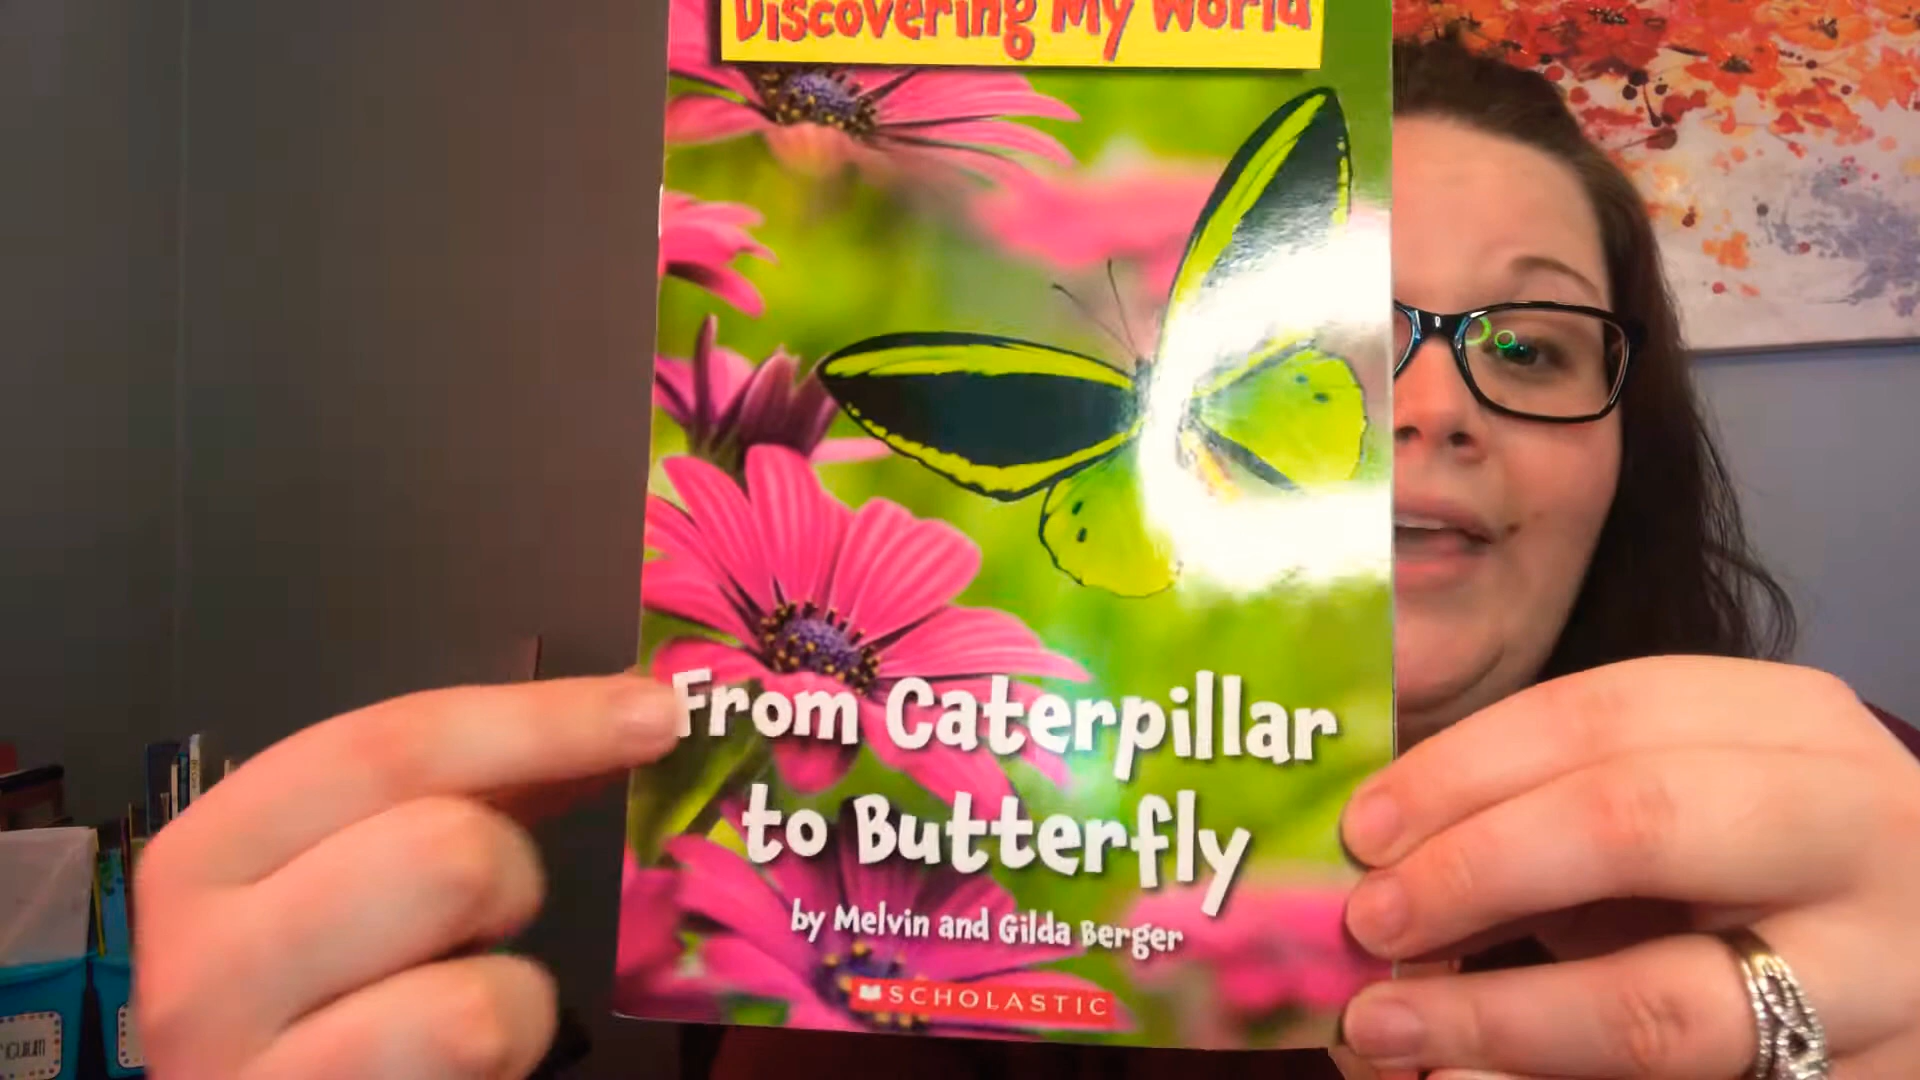 Discovering My World
From Caterpillar
to Butterfly
by Melvin and Gilda Berger
SCHOLASTIC